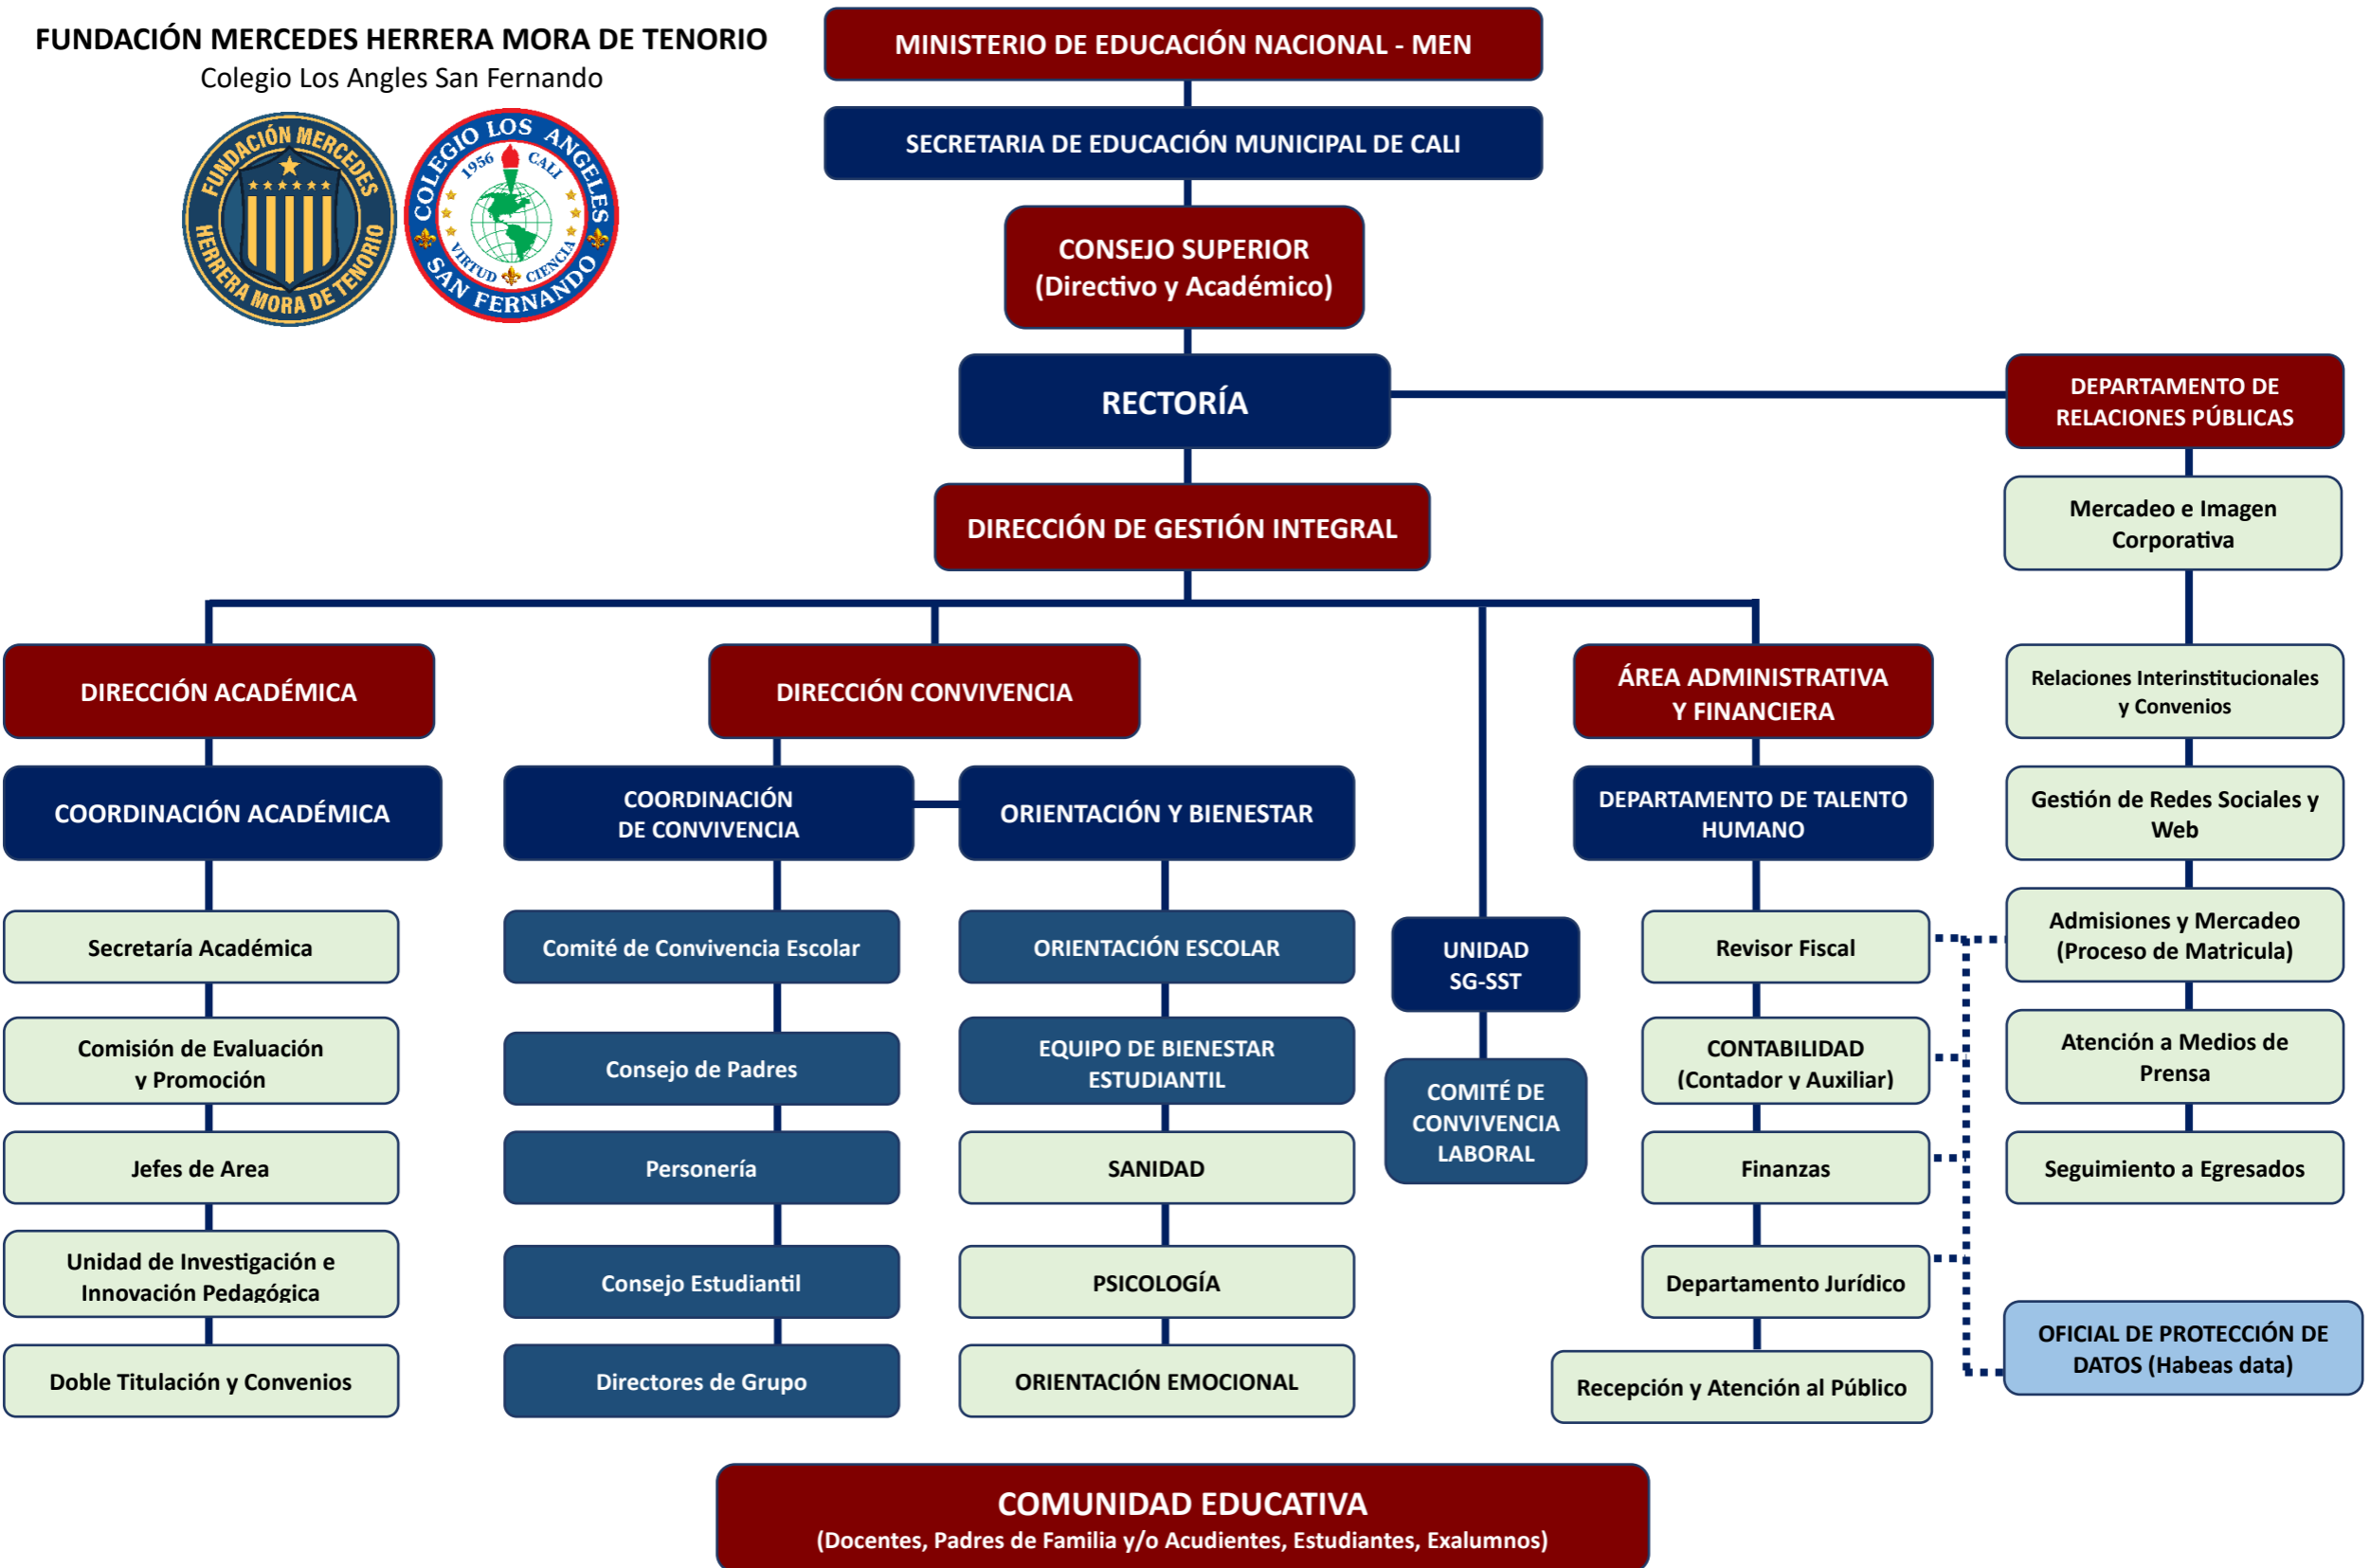 FUNDACIÓN MERCEDES HERRERA MORA DE TENORIO
Colegio Los Angles San Fernando
FUNDACIÓN MERCEDES
HERRERA MORA DE TENORIO
COLEGIO LOS ANGELES
SAN FERNANDO
1956 CALI
VIRTUD CIENCIA
MINISTERIO DE EDUCACIÓN NACIONAL - MEN
SECRETARIA DE EDUCACIÓN MUNICIPAL DE CALI
CONSEJO SUPERIOR
(Directivo y Académico)
RECTORÍA
DIRECCIÓN DE GESTIÓN INTEGRAL
DEPARTAMENTO DE
RELACIONES PÚBLICAS
Mercadeo e Imagen
Corporativa
Relaciones Interinstitucionales
y Convenios
Gestión de Redes Sociales y
Web
Admisiones y Mercadeo
(Proceso de Matricula)
Atención a Medios de
Prensa
Seguimiento a Egresados
OFICIAL DE PROTECCIÓN DE
DATOS (Habeas data)
DIRECCIÓN ACADÉMICA
COORDINACIÓN ACADÉMICA
Secretaría Académica
Comisión de Evaluación
y Promoción
Jefes de Area
Unidad de Investigación e
Innovación Pedagógica
Doble Titulación y Convenios
DIRECCIÓN CONVIVENCIA
COORDINACIÓN
DE CONVIVENCIA
Comité de Convivencia Escolar
Consejo de Padres
Personería
Consejo Estudiantil
Directores de Grupo
ORIENTACIÓN Y BIENESTAR
ORIENTACIÓN ESCOLAR
EQUIPO DE BIENESTAR
ESTUDIANTIL
SANIDAD
PSICOLOGÍA
ORIENTACIÓN EMOCIONAL
UNIDAD
SG-SST
COMITÉ DE
CONVIVENCIA
LABORAL
ÁREA ADMINISTRATIVA
Y FINANCIERA
DEPARTAMENTO DE TALENTO
HUMANO
Revisor Fiscal
CONTABILIDAD
(Contador y Auxiliar)
Finanzas
Departamento Jurídico
Recepción y Atención al Público
COMUNIDAD EDUCATIVA
(Docentes, Padres de Familia y/o Acudientes, Estudiantes, Exalumnos)